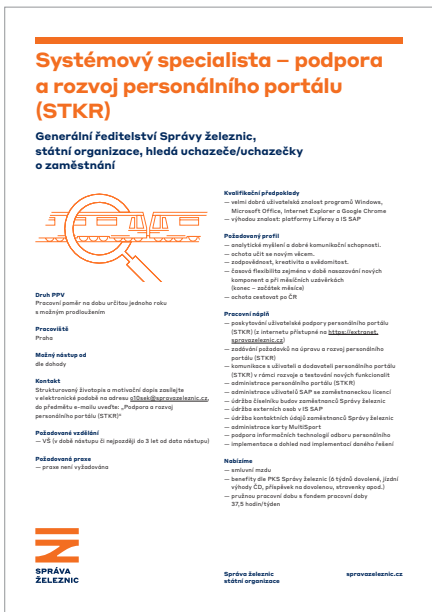 Systémový specialista – podpora
a rozvoj personálního portálu
(STKR)
Generální ředitelství Správy železnic,
státní organizace, hledá uchazeče/uchazečky
o zaměstnání
Druh PPV
Pracovní poměr na dobu určitou jednoho roku
s možným prodloužením
Pracoviště
Praha
Možný nástup od
dle dohody
Kontakt
Strukturovaný životopis a motivační dopis zasílejte
v elektronické podobě na adresu o10sek@spravazeleznic.cz,
do předmětu e-mailu uveďte: „Podpora a rozvoj
personálního portálu (STKR)“
Požadované vzdělání
— VŠ (v době nástupu či nejpozději do 3 let od data nástupu)
Požadovaná praxe
— praxe není vyžadována
Kvalifikační předpoklady
— velmi dobrá uživatelská znalost programů Windows,
Microsoft Office, Internet Explorer a Google Chrome
— výhodou znalost: platformy Liferay a IS SAP
Požadovaný profil
— analytické myšlení a dobré komunikační schopnosti.
— ochota učit se novým věcem.
— zodpovědnost, kreativita a svědomitost.
— časová flexibilita zejména v době nasazování nových
komponent a při měsíčních uzávěrkách
(konec – začátek měsíce)
— ochota cestovat po ČR
Pracovní náplň
— poskytování uživatelské podpory personálního portálu
(STKR) (z internetu přístupné na https://extranet.
spravazeleznic.cz)
— zadávání požadavků na úpravu a rozvoj personálního
portálu (STKR)
— komunikace s uživateli a dodavateli personálního portálu
(STKR) v rámci rozvoje a testování nových funkcionalit
— administrace personálního portálu (STKR)
— administrace uživatelů SAP se zaměstnaneckou licencí
— údržba číselníku budov zaměstnanců Správy železnic
— údržba externích osob v IS SAP
— údržba kontaktních údajů zaměstnanců Správy železnic
— administrace karty MultiSport
— podpora informačních technologií odboru personálního
— implementace a dohled nad implementací daného řešení
Nabízíme
— smluvní mzdu
— benefity dle PKS Správy železnic (6 týdnů dovolené, jízdní
výhody ČD, příspěvek na dovolenou, stravenky apod.)
— pružnou pracovní dobu s fondem pracovní doby
37,5 hodin/týden
SPRÁVA
ŽELEZNIC
Správa železnic
státní organizace
spravazeleznic.cz